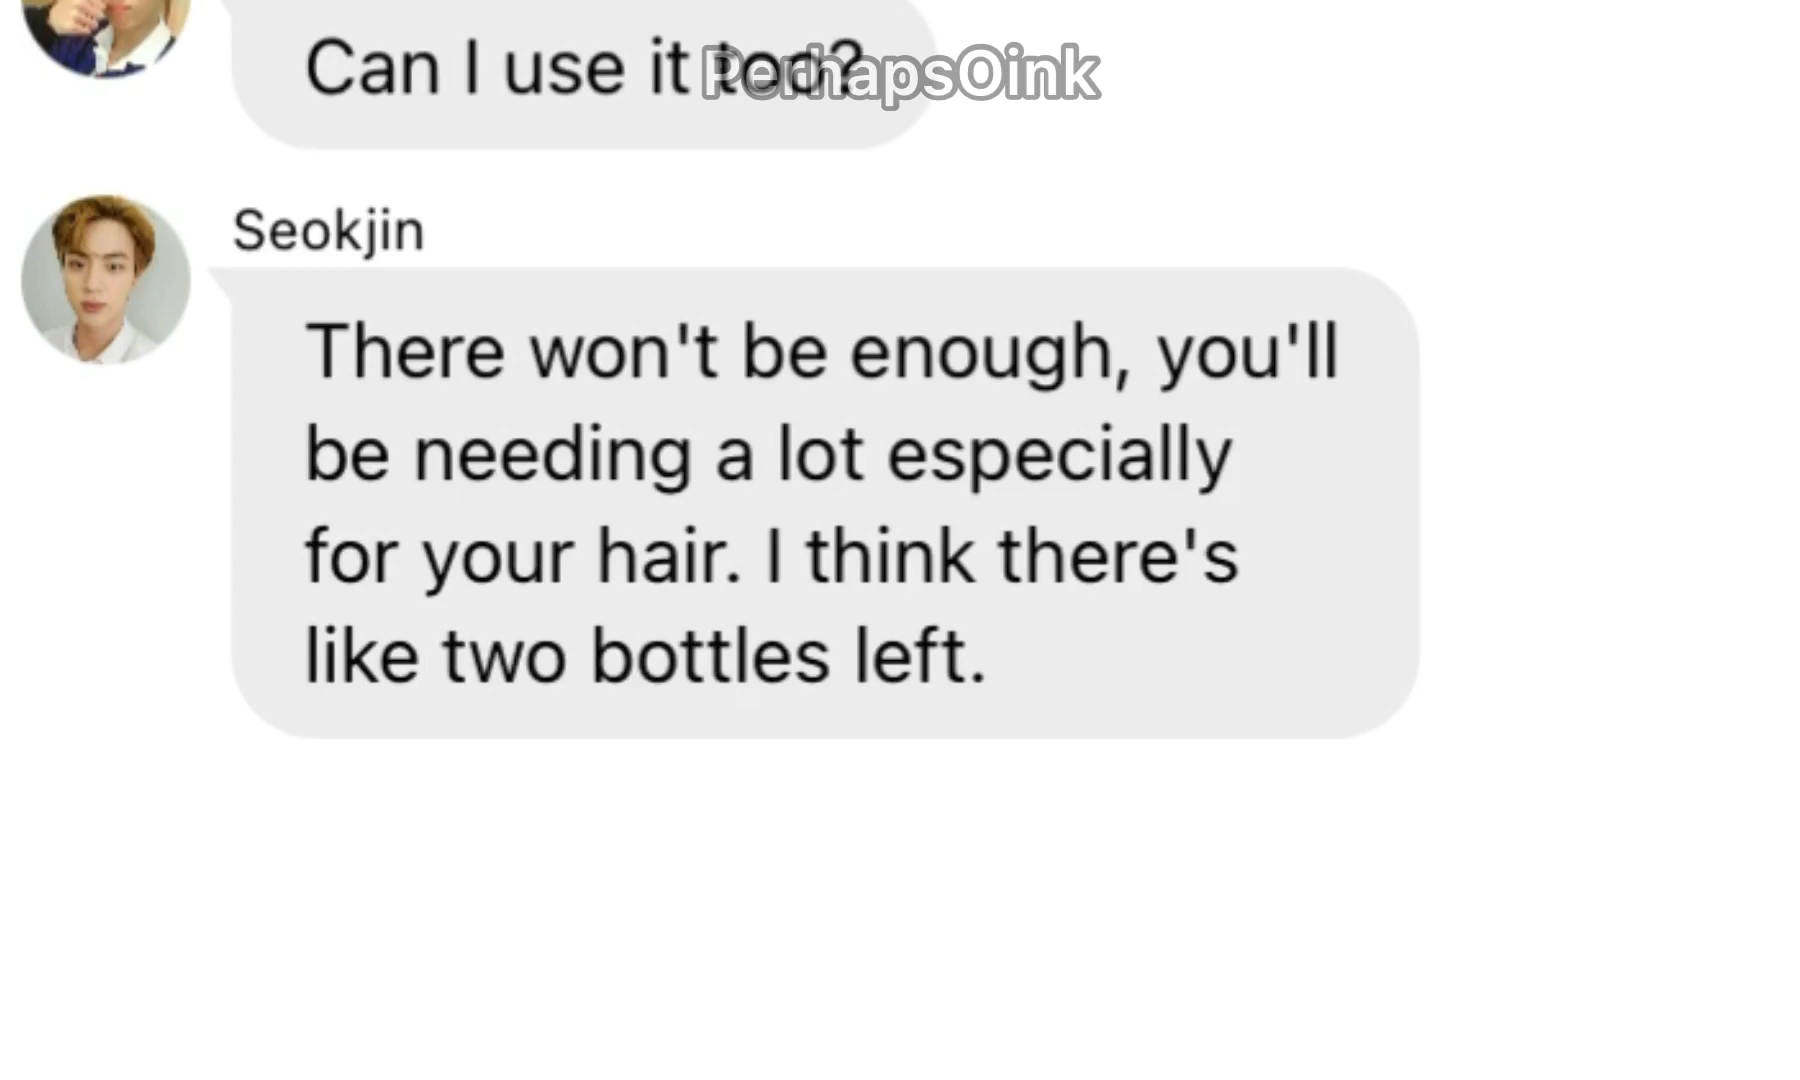 Can I use it too?
PerhapsOink
Seokjin
There won't be enough, you'll
be needing a lot especially
for your hair. I think there's
like two bottles left.